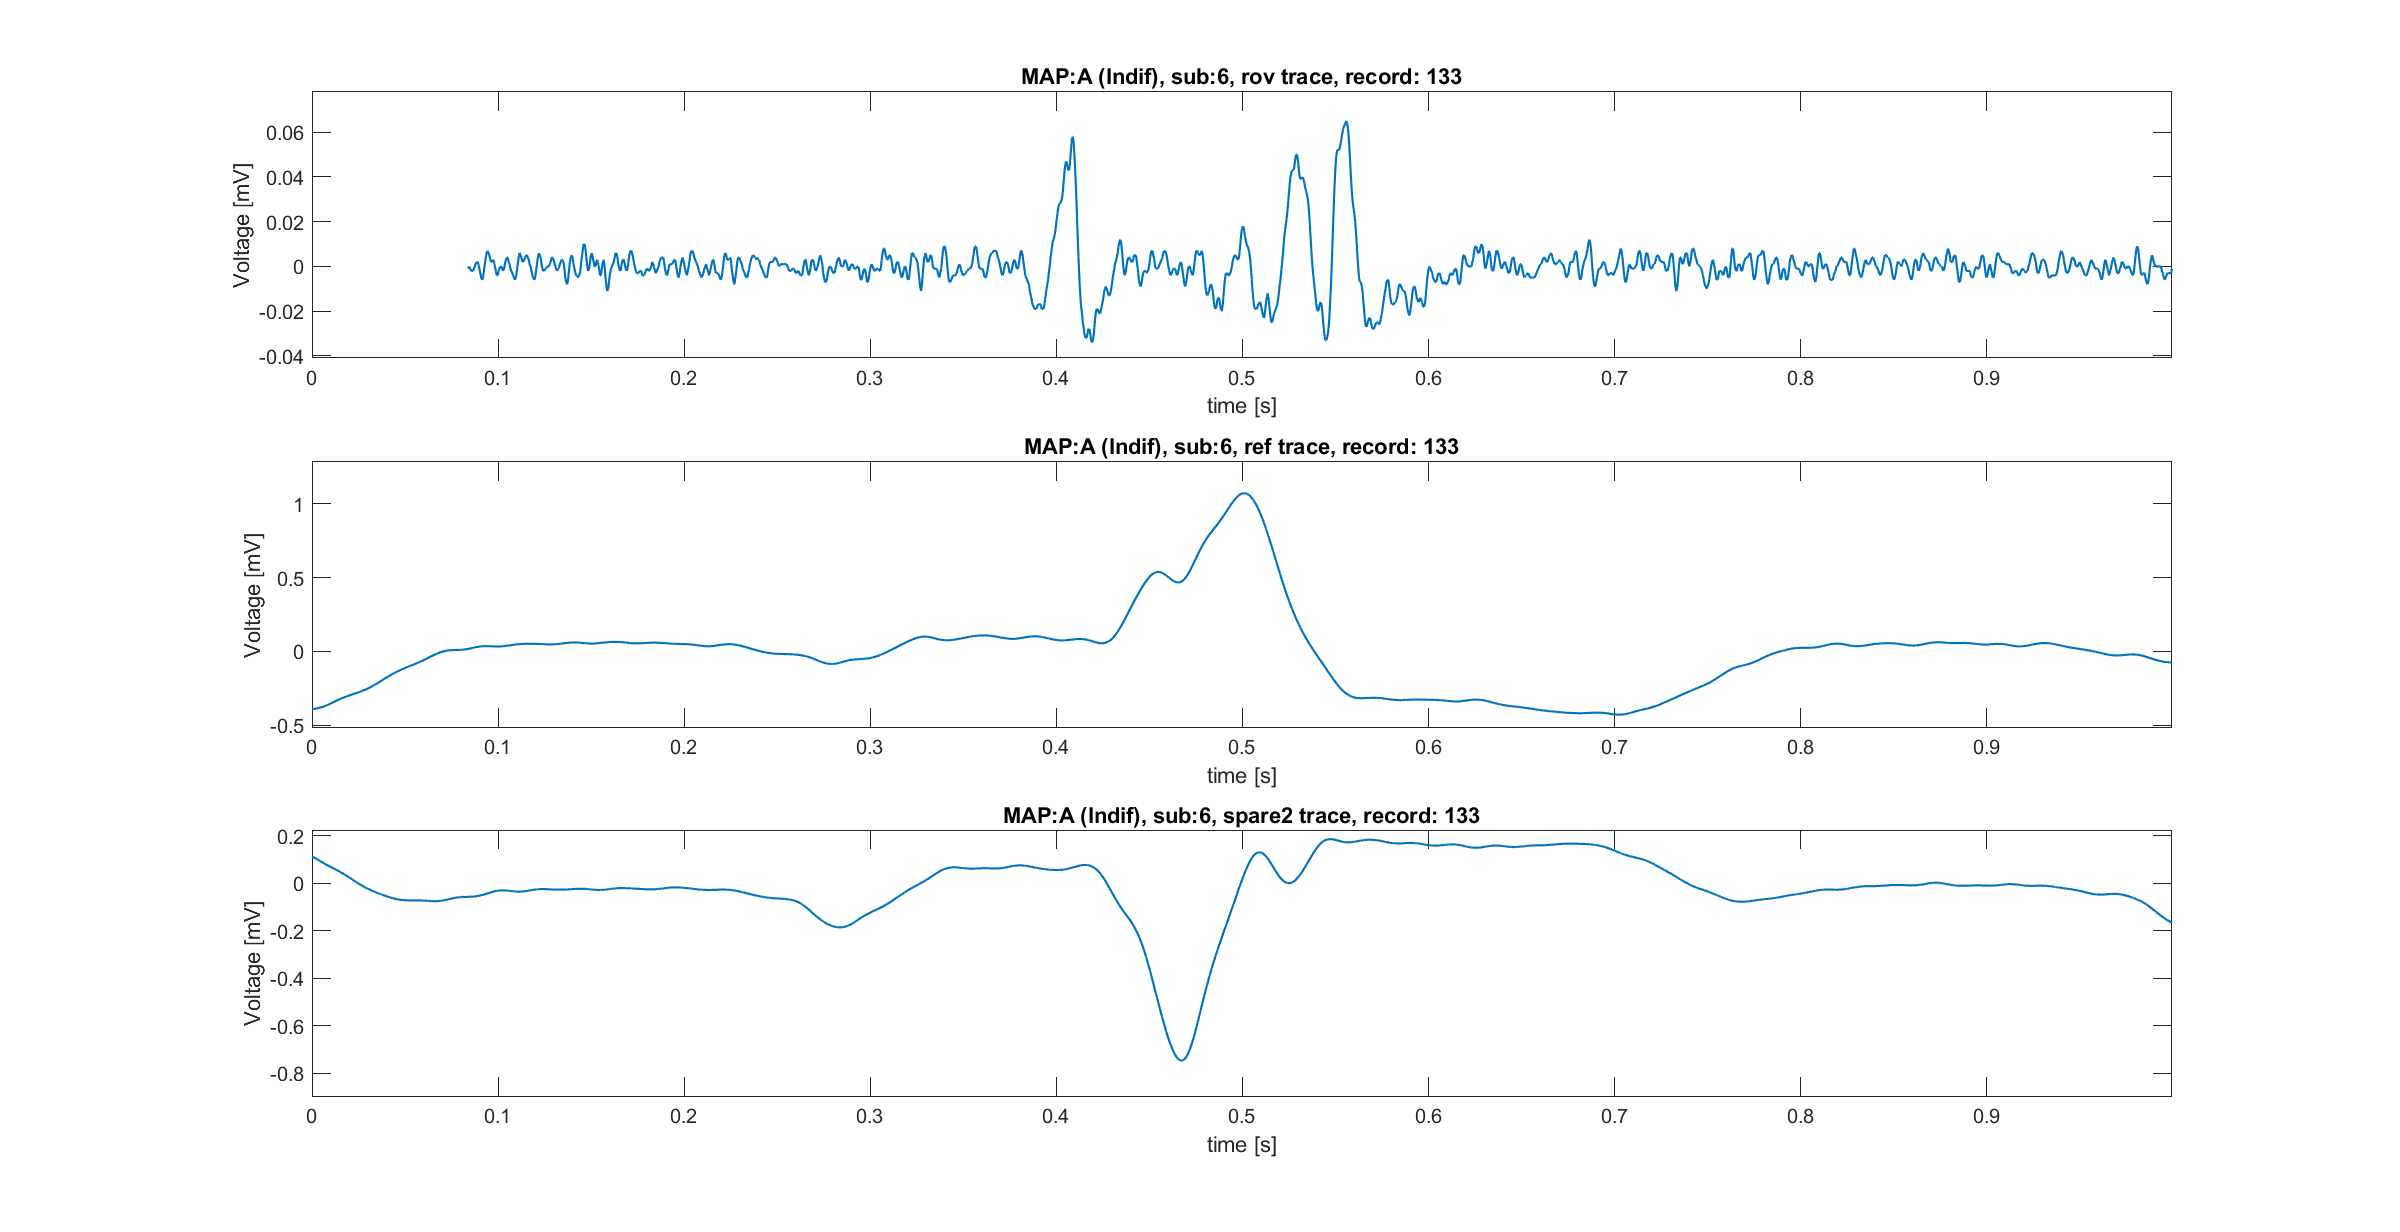 MAP:A (Indif), sub:6, rov trace, record: 133
Voltage [mV]
0.06
0.04
0.02
0
-0.02
-0.04
0 0.1 0.2 0.3 0.4 0.5 0.6 0.7 0.8 0.9
time [s]
MAP:A (Indif), sub:6, ref trace, record: 133
Voltage [mV]
1
0.5
0
-0.5
0 0.1 0.2 0.3 0.4 0.5 0.6 0.7 0.8 0.9
time [s]
MAP:A (Indif), sub:6, spare2 trace, record: 133
Voltage [mV]
0.2
0
-0.2
-0.4
-0.6
-0.8
0 0.1 0.2 0.3 0.4 0.5 0.6 0.7 0.8 0.9
time [s]